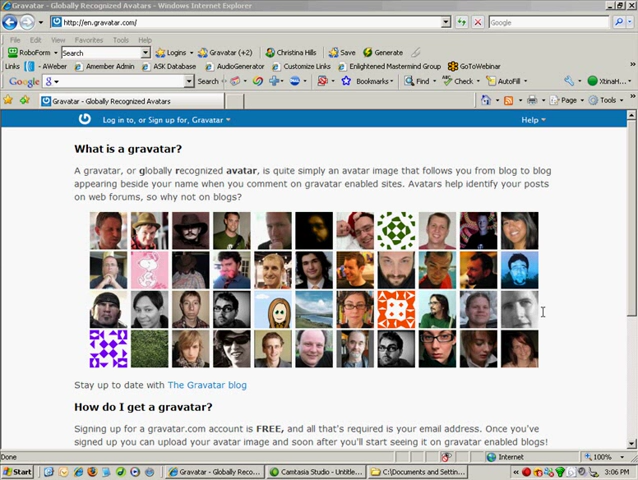 Gravatar - Globally Recognized Avatars - Windows Internet Explorer
http://en.gravatar.com/
Google
File Edit View Favorites Tools Help
RoboForm Search Logins Gravatar (+2) Christina Hills Save Generate
Links AWeber Amember Admin ASK Database AudioGenerator Customize Links Enlightened Mastermind Group GoToWebinar
Google Search Bookmarks Find Check AutoFill XtinaH...
Gravatar - Globally Recognized Avatars Page Tools
Log in to, or Sign up for, Gravatar Help
What is a gravatar?
A gravatar, or globally recognized avatar, is quite simply an avatar image that follows you from blog to blog
appearing beside your name when you comment on gravatar enabled sites. Avatars help identify your posts
on web forums, so why not on blogs?
Stay up to date with The Gravatar blog
How do I get a gravatar?
Signing up for a gravatar.com account is FREE, and all that's required is your email address. Once you've
signed up you can upload your avatar image and soon after you'll start seeing it on gravatar enabled blogs!
Done Internet 100%
Start Gravatar - Globally Reco... Camtasia Studio - Untitle... C:\Documents and Settin... 3:06 PM